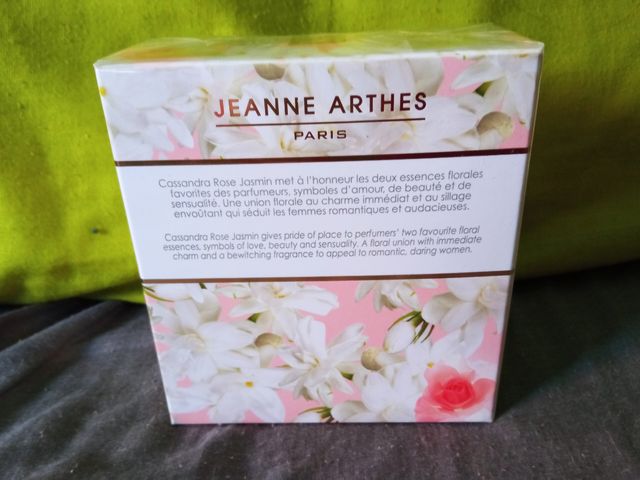 JEANNE ARTHES
PARIS
Cassandra Rose Jasmin met à l'honneur les deux essences florales
favorites des parfumeurs, symboles d'amour, de beauté et de
sensualité. Une union florale au charme immédiat et au sillage
envoûtant qui séduit les femmes romantiques et audacieuses.
Cassandra Rose Jasmin gives pride of place to perfumers' two favourite floral
essences, symbols of love, beauty and sensuality. A floral union with immediate
charm and a bewitching fragrance to appeal to romantic, daring women.